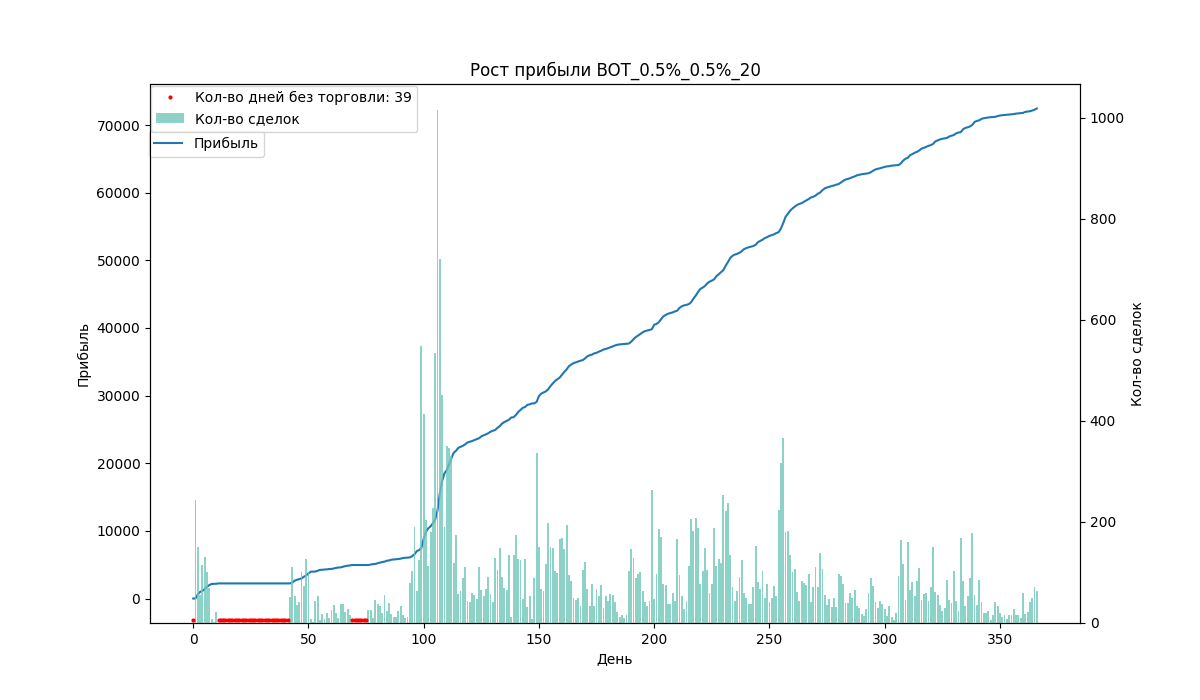 Рост прибыли BOT_0.5%_0.5%_20
Кол-во дней без торговли: 39
Кол-во сделок
Прибыль
70000
60000
50000
40000
30000
20000
10000
0
Прибыль
1000
800
600
400
200
0
Кол-во сделок
0 50 100 150 200 250 300 350
День